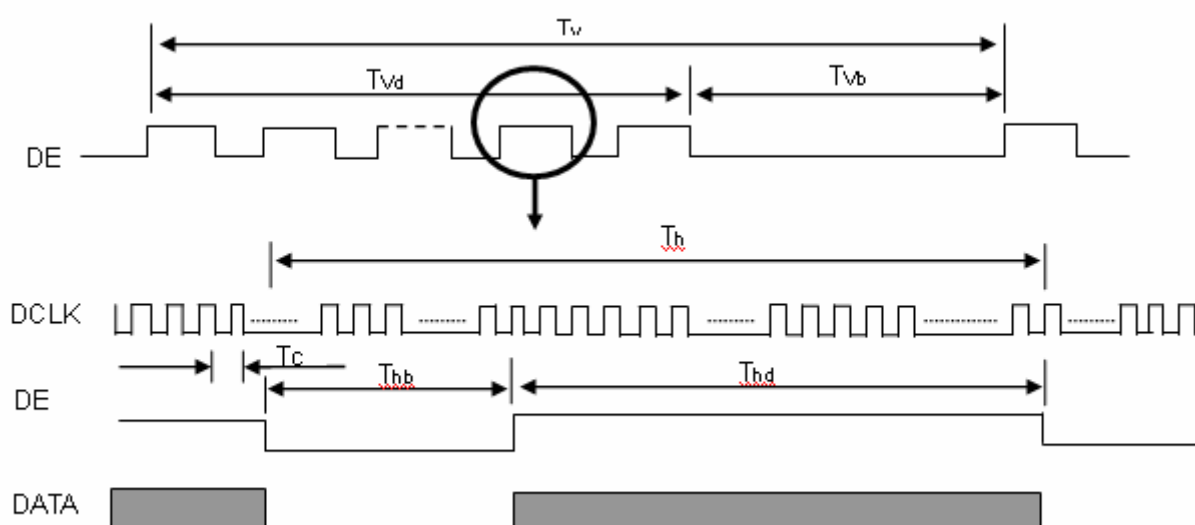 Tv
TVd
TVb
DE
Th
DCLK
Tc
Thb
Thd
DE
DATA